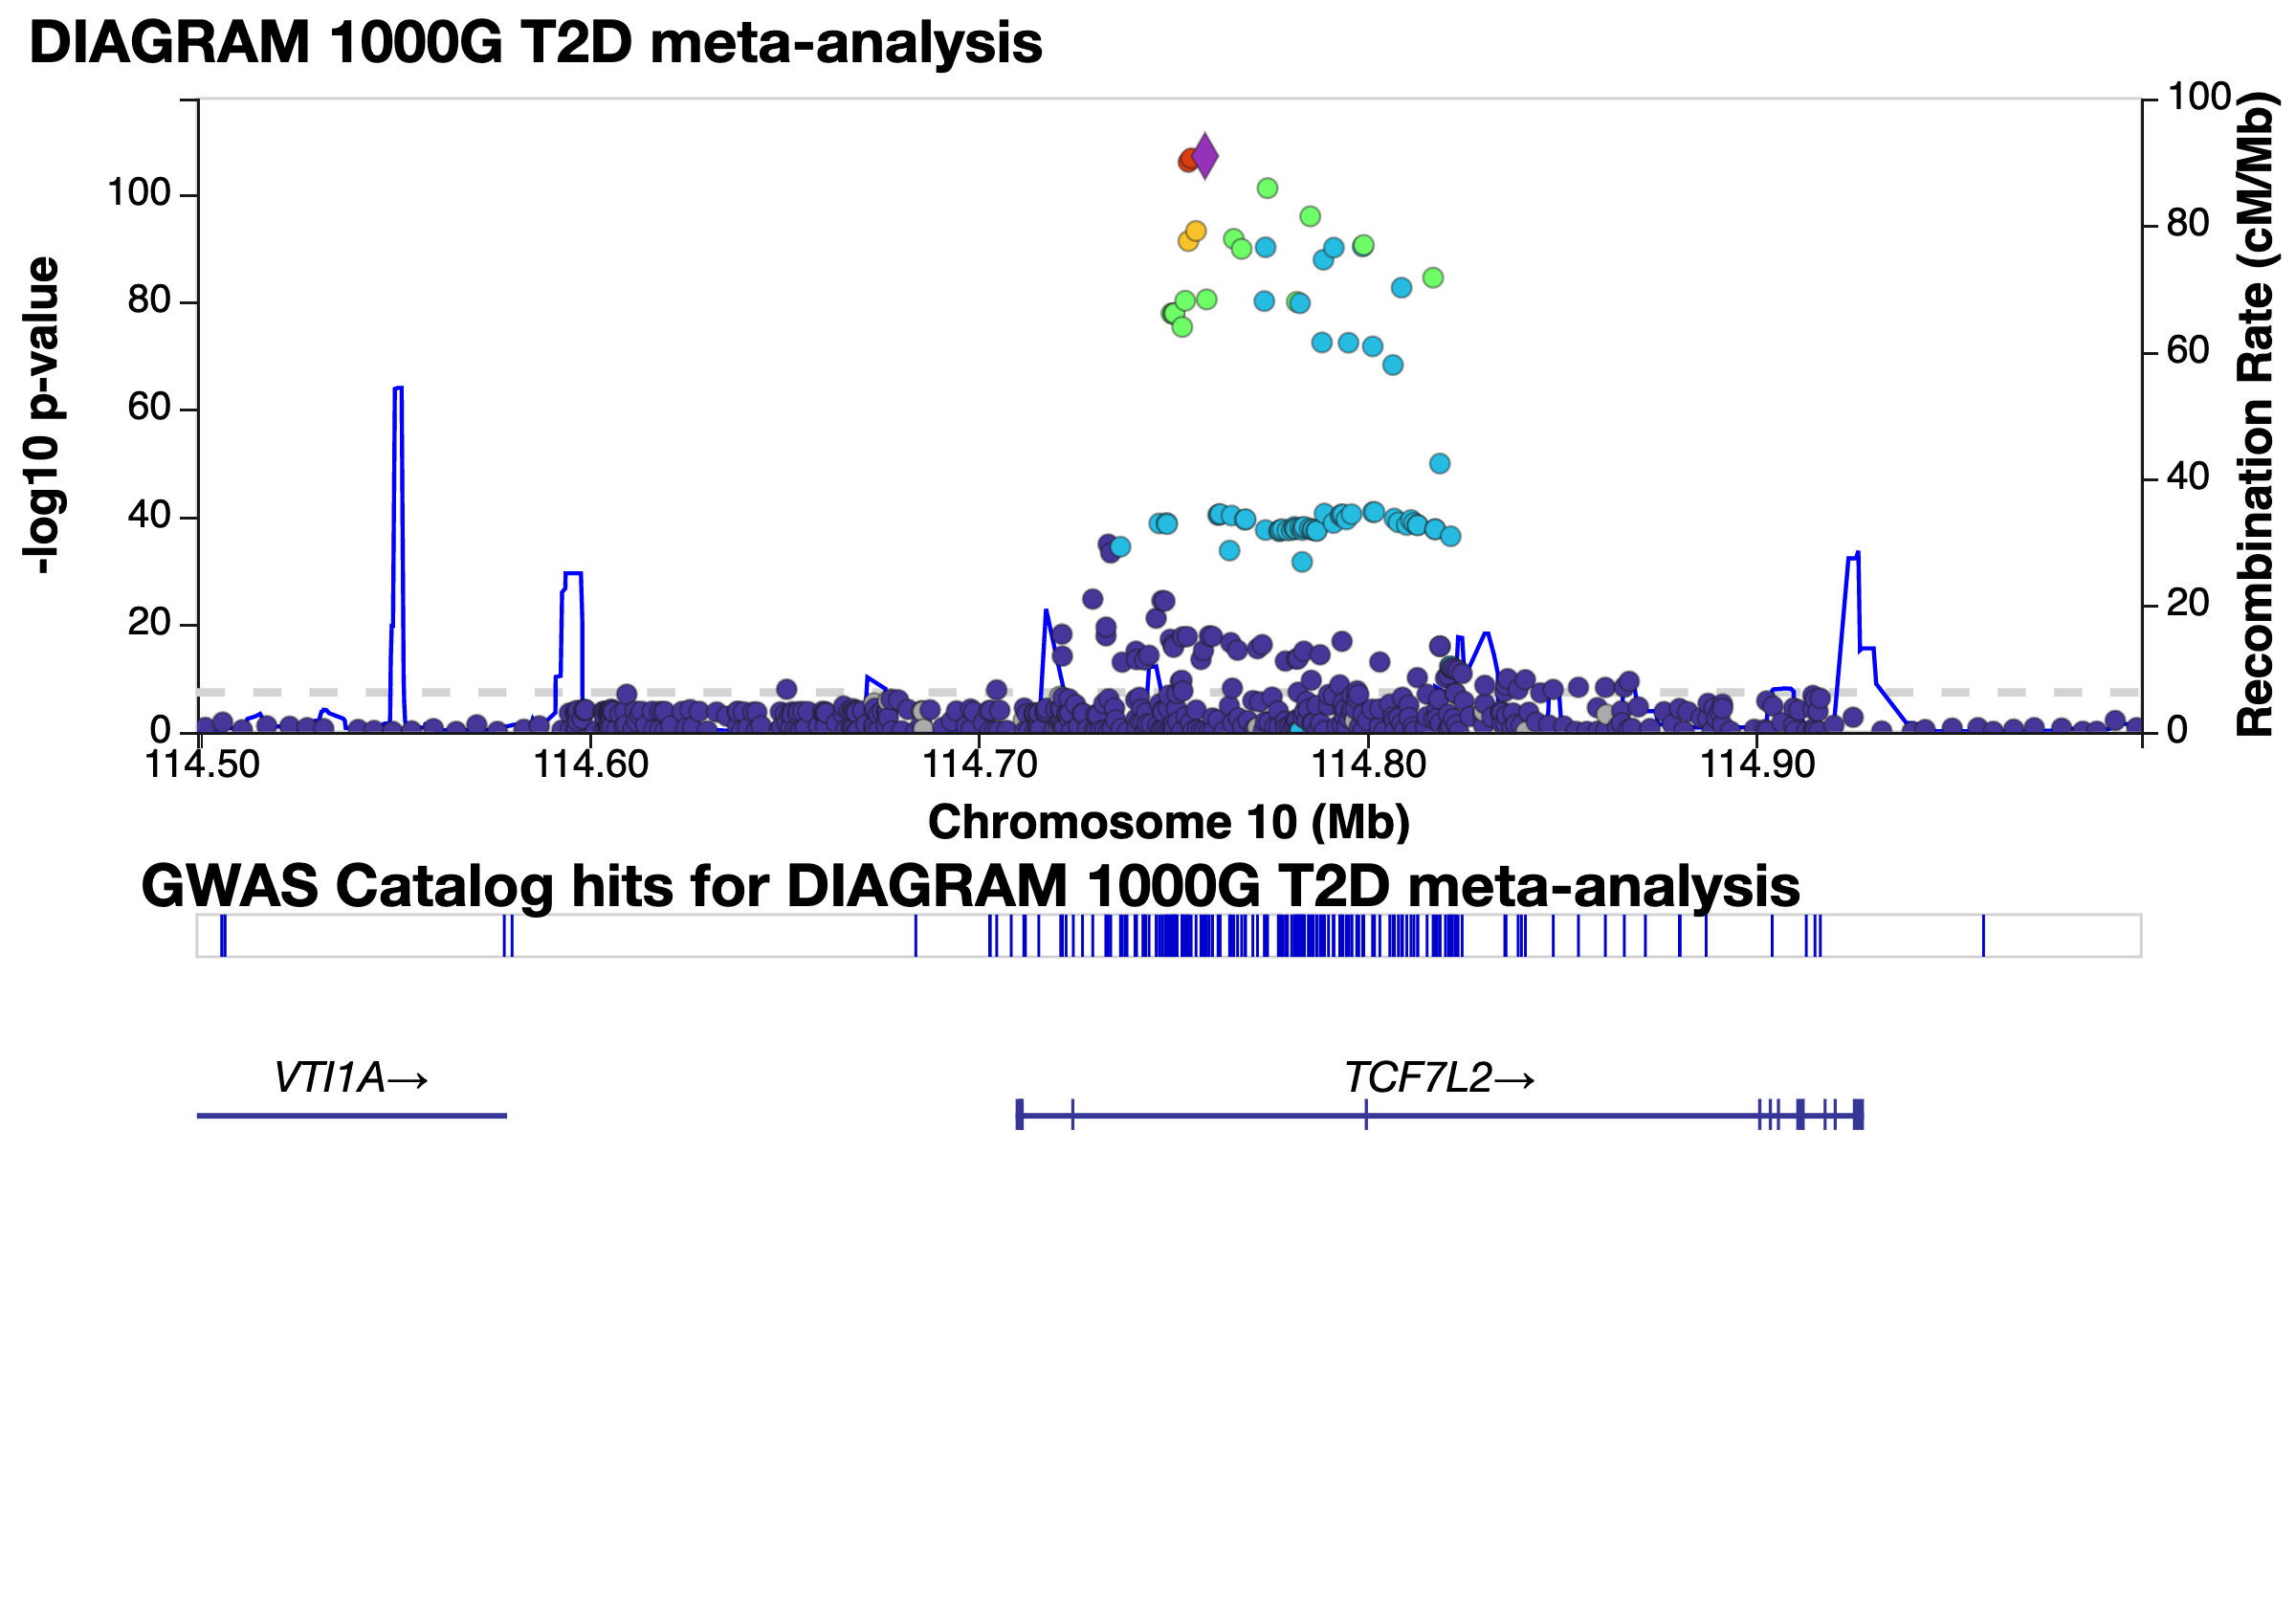 DIAGRAM 1000G T2D meta-analysis
-log10 p-value
100
80
60
40
20
0
100
80
60
40
20
0
Recombination Rate (cM/Mb)
114.50 114.60 114.70 114.80 114.90
Chromosome 10 (Mb)
GWAS Catalog hits for DIAGRAM 1000G T2D meta-analysis
VTI1A→ TCF7L2→